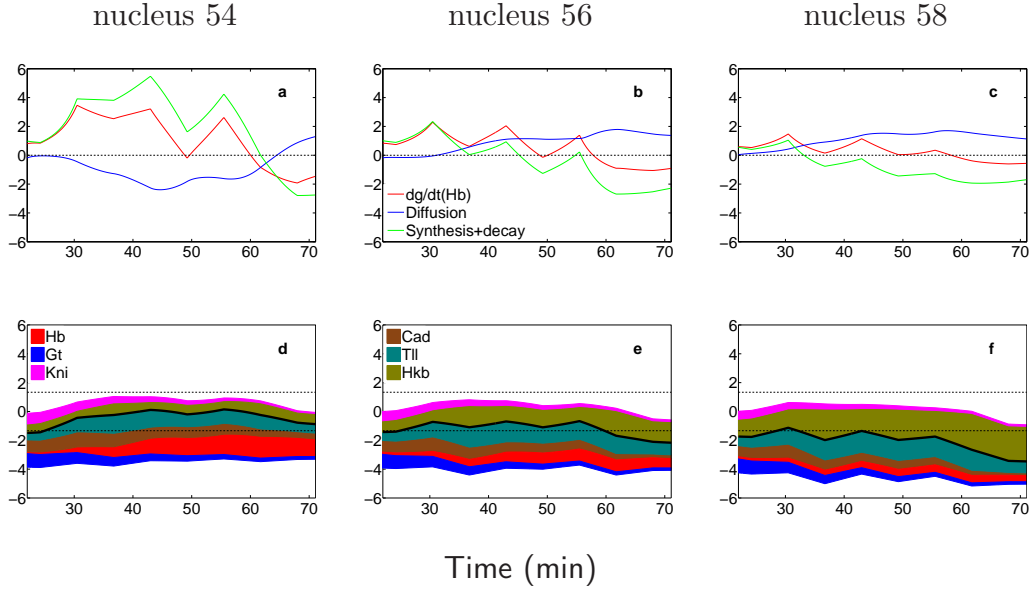 nucleus 54 nucleus 56 nucleus 58
6 4 2 0 −2 −4 −6
a
30 40 50 60 70
6 4 2 0 −2 −4 −6
b
dg/dt(Hb)
Diffusion
Synthesis+decay
30 40 50 60 70
6 4 2 0 −2 −4 −6
c
30 40 50 60 70
6 4 2 0 −2 −4 −6
Hb
Gt
Kni
d
30 40 50 60 70
6 4 2 0 −2 −4 −6
Cad
Tll
Hkb
e
30 40 50 60 70
6 4 2 0 −2 −4 −6
f
30 40 50 60 70
Time (min)